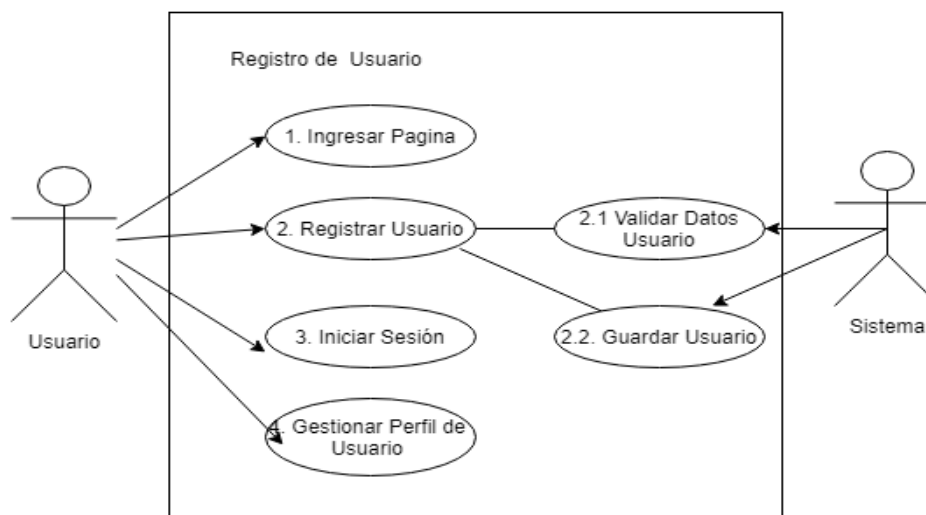 Registro de Usuario
1. Ingresar Pagina
2. Registrar Usuario
2.1 Validar Datos
Usuario
3. Iniciar Sesión
2.2. Guardar Usuario
4. Gestionar Perfil de
Usuario
Usuario
Sistema